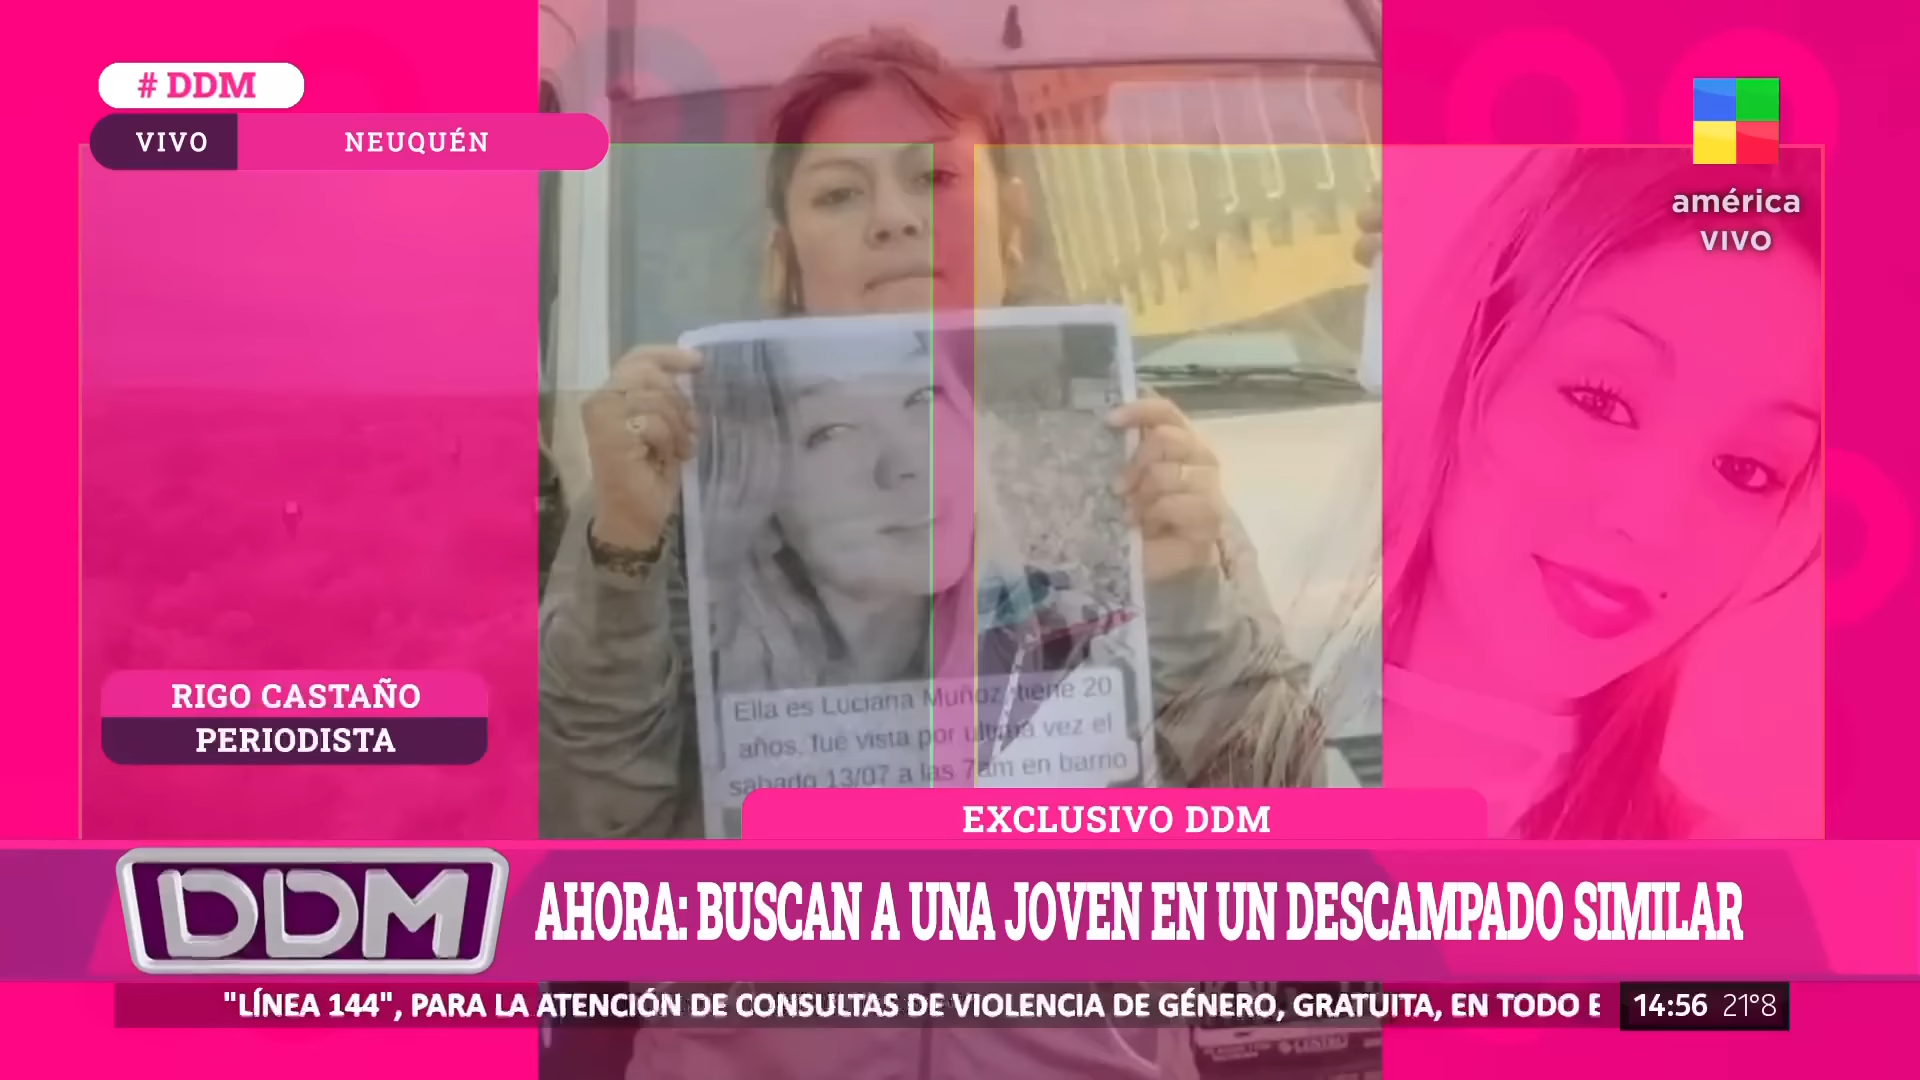 # DDM
VIVO
NEUQUÉN
américa
VIVO
Ella es Luciana Muñoz, tiene 20
años, fue vista por ultima vez el
sabado 13/07 a las 7am en barrio
RIGO CASTAÑO
PERIODISTA
EXCLUSIVO DDM
DDM
AHORA: BUSCAN A UNA JOVEN EN UN DESCAMPADO SIMILAR
"LÍNEA 144", PARA LA ATENCIÓN DE CONSULTAS DE VIOLENCIA DE GÉNERO, GRATUITA, EN TODO E
14:56 21°8